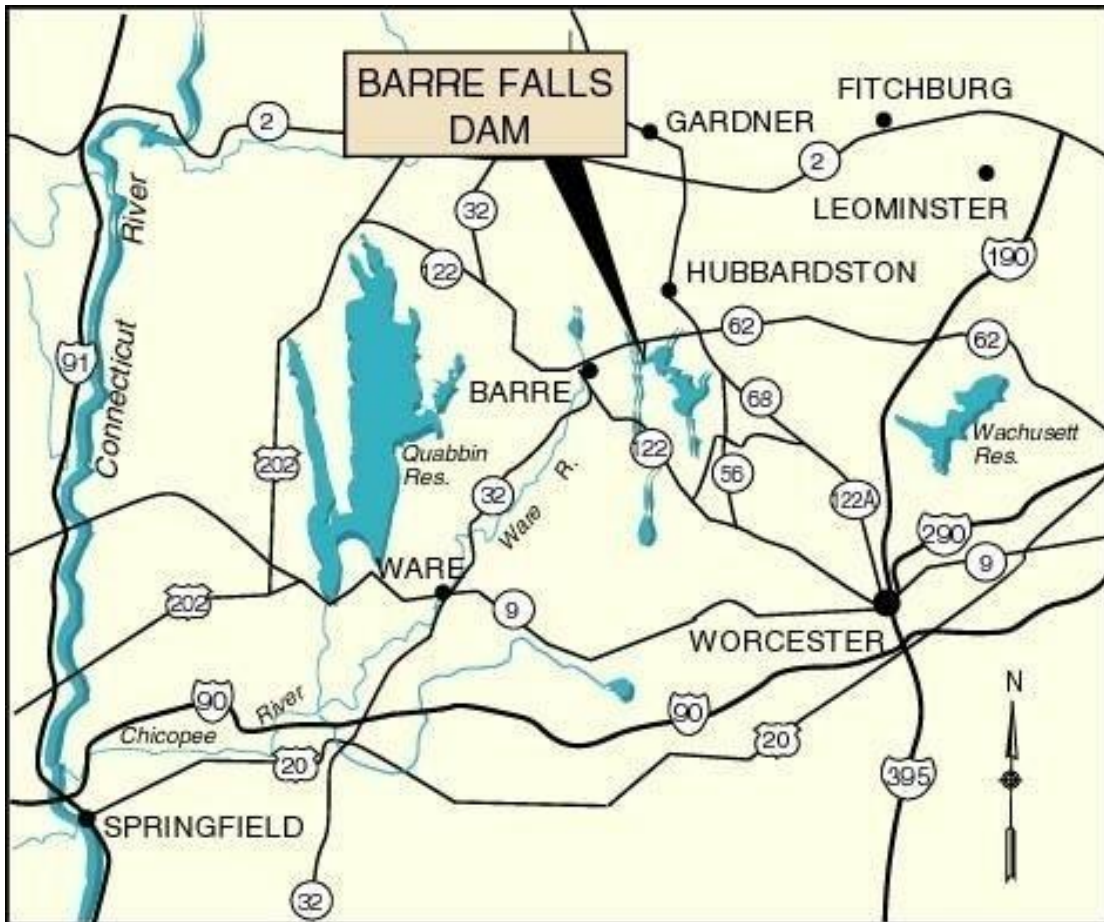 BARRE FALLS
DAM
FITCHBURG
GARDNER
2
2
LEOMINSTER
32
River
190
122
HUBBARDSTON
62
62
91
BARRE
Connecticut
68
Wachusett
Res.
202
Quabbin
Res.
122
56
32
R.
122A
Ware
290
WARE
9
202
9
WORCESTER
N
90
River
90
Chicopee
20
20
395
SPRINGFIELD
32